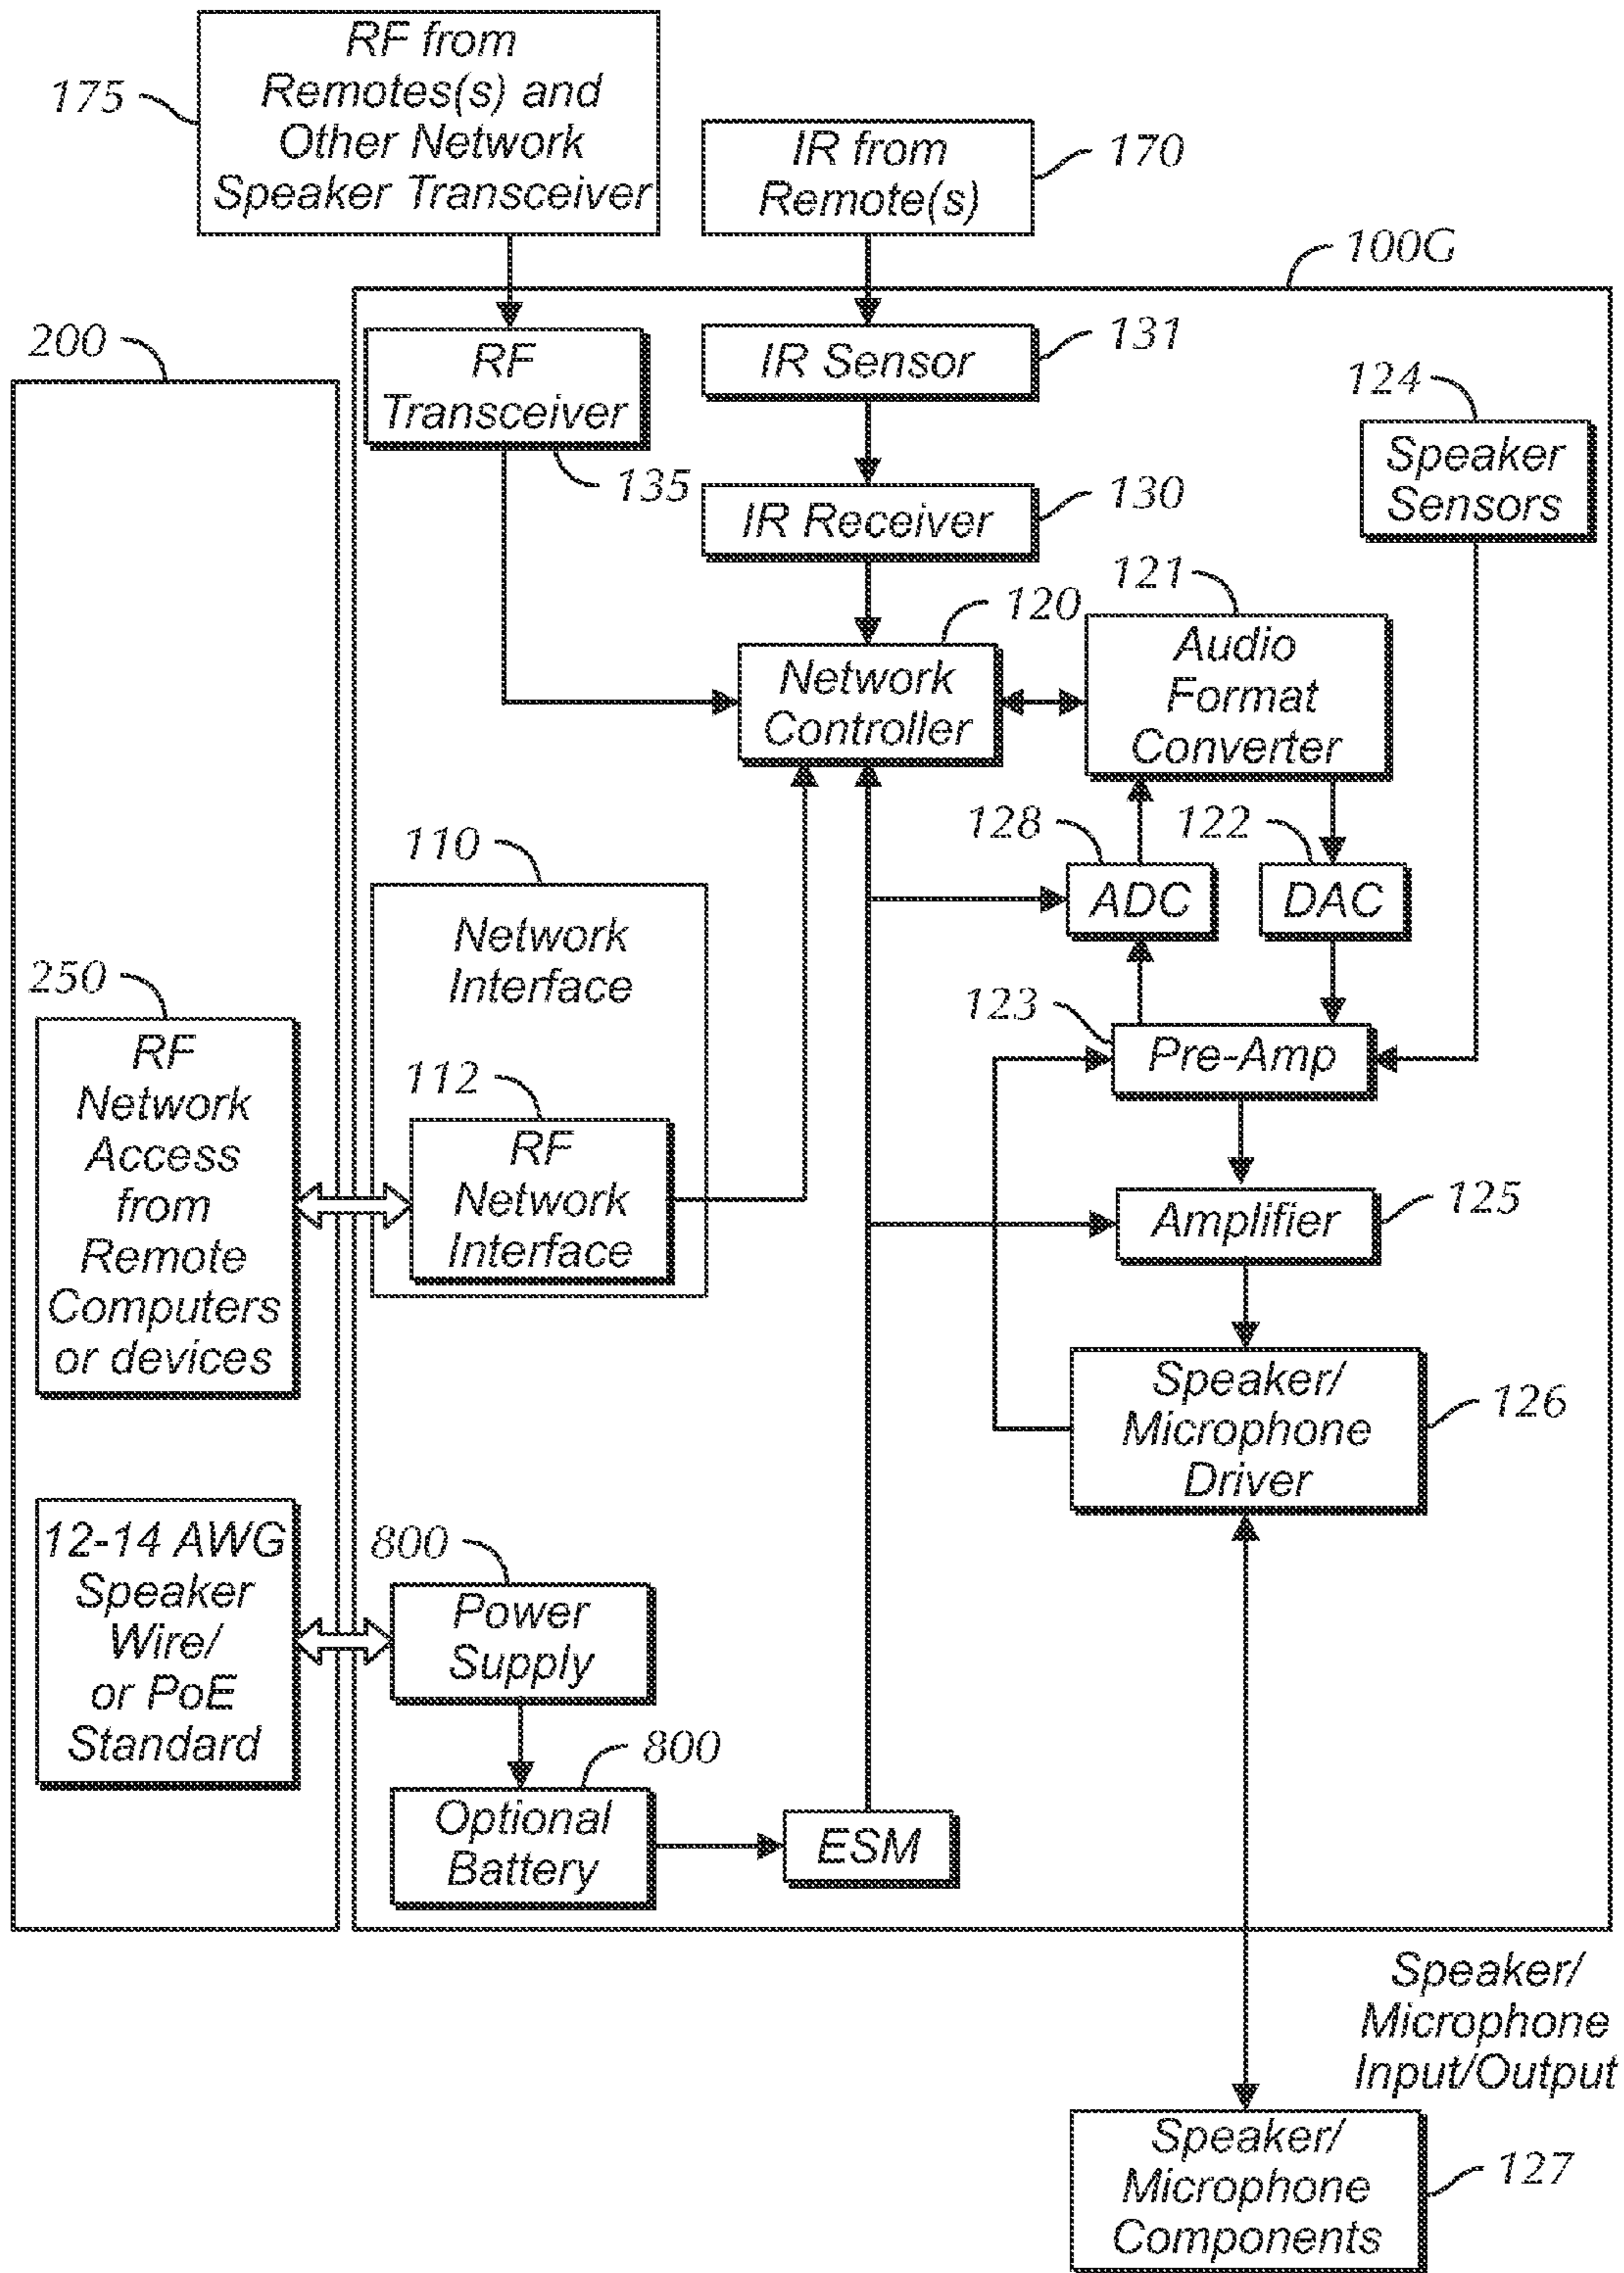 RF from
Remotes(s) and
Other Network
Speaker Transceiver
175
IR from
Remote(s)
170
100G
200
RF
Transceiver
135
IR Sensor
131
124
Speaker
Sensors
IR Receiver
130
121
120
Network
Controller
Audio
Format
Converter
128
122
ADC
DAC
110
Network
Interface
250
RF
Network
Access
from
Remote
Computers
or devices
112
RF
Network
Interface
123
Pre-Amp
Amplifier
125
Speaker/
Microphone
Driver
126
12-14 AWG
Speaker
Wire/
or PoE
Standard
800
Power
Supply
800
Optional
Battery
ESM
Speaker/
Microphone
Input/Output
Speaker/
Microphone
Components
127